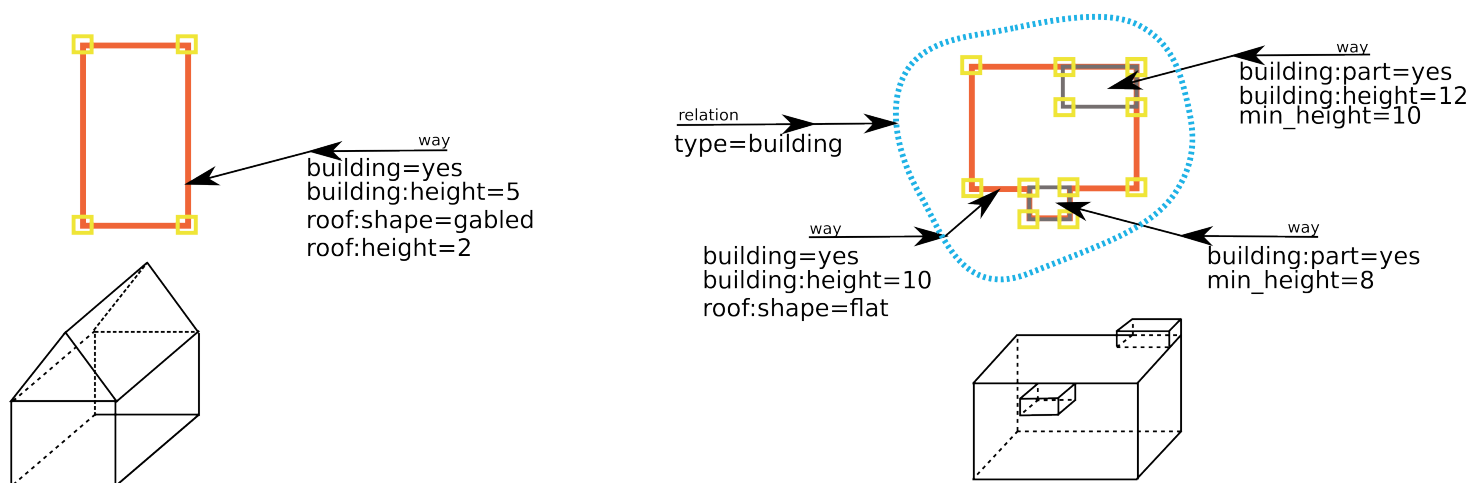 way
building=yes
building:height=5
roof:shape=gabled
roof:height=2
relation
type=building
way
building:part=yes
building:height=12
min_height=10
way
building=yes
building:height=10
roof:shape=flat
way
building:part=yes
min_height=8